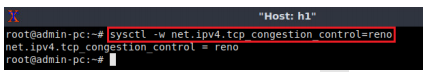 "Host: h1"
root@admin-pc:~# sysctl -w net.ipv4.tcp_congestion_control=reno
net.ipv4.tcp_congestion_control = reno
root@admin-pc:~#